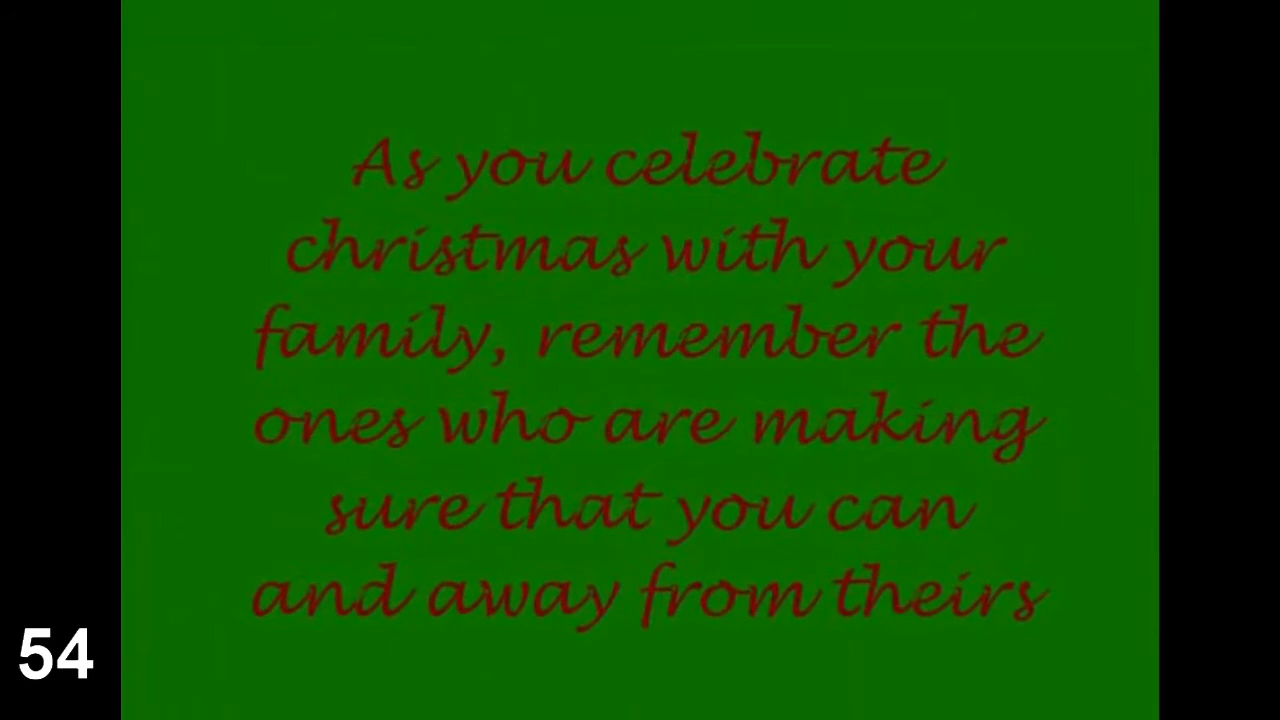 As you celebrate
christmas with your
family, remember the
ones who are making
sure that you can
and away from theirs
54